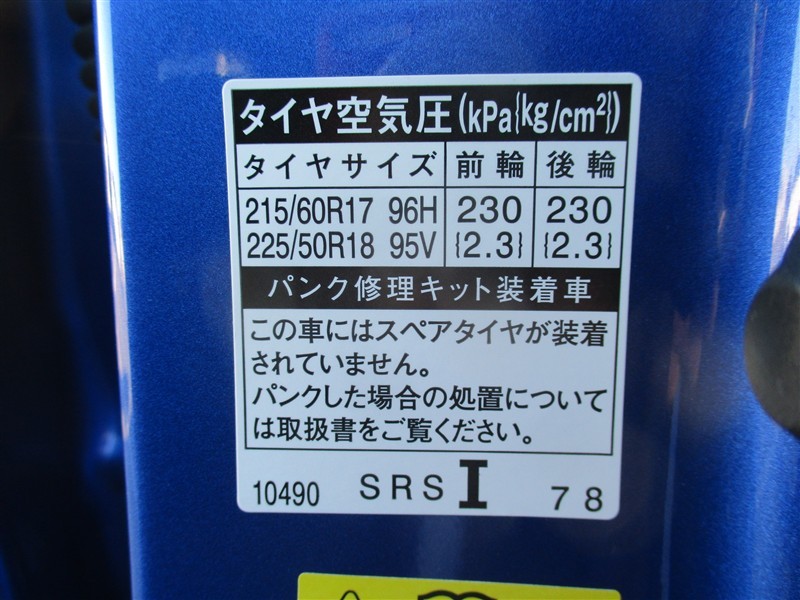 タイヤ空気圧(kPa{kg/cm²})
タイヤサイズ 前輪 後輪
215/60R17 96H 230 230
225/50R18 95V {2.3} {2.3}
パンク修理キット装着車
この車にはスペアタイヤが装着
されていません。
パンクした場合の処置について
は取扱書をご覧ください。
10490 SRS I 78